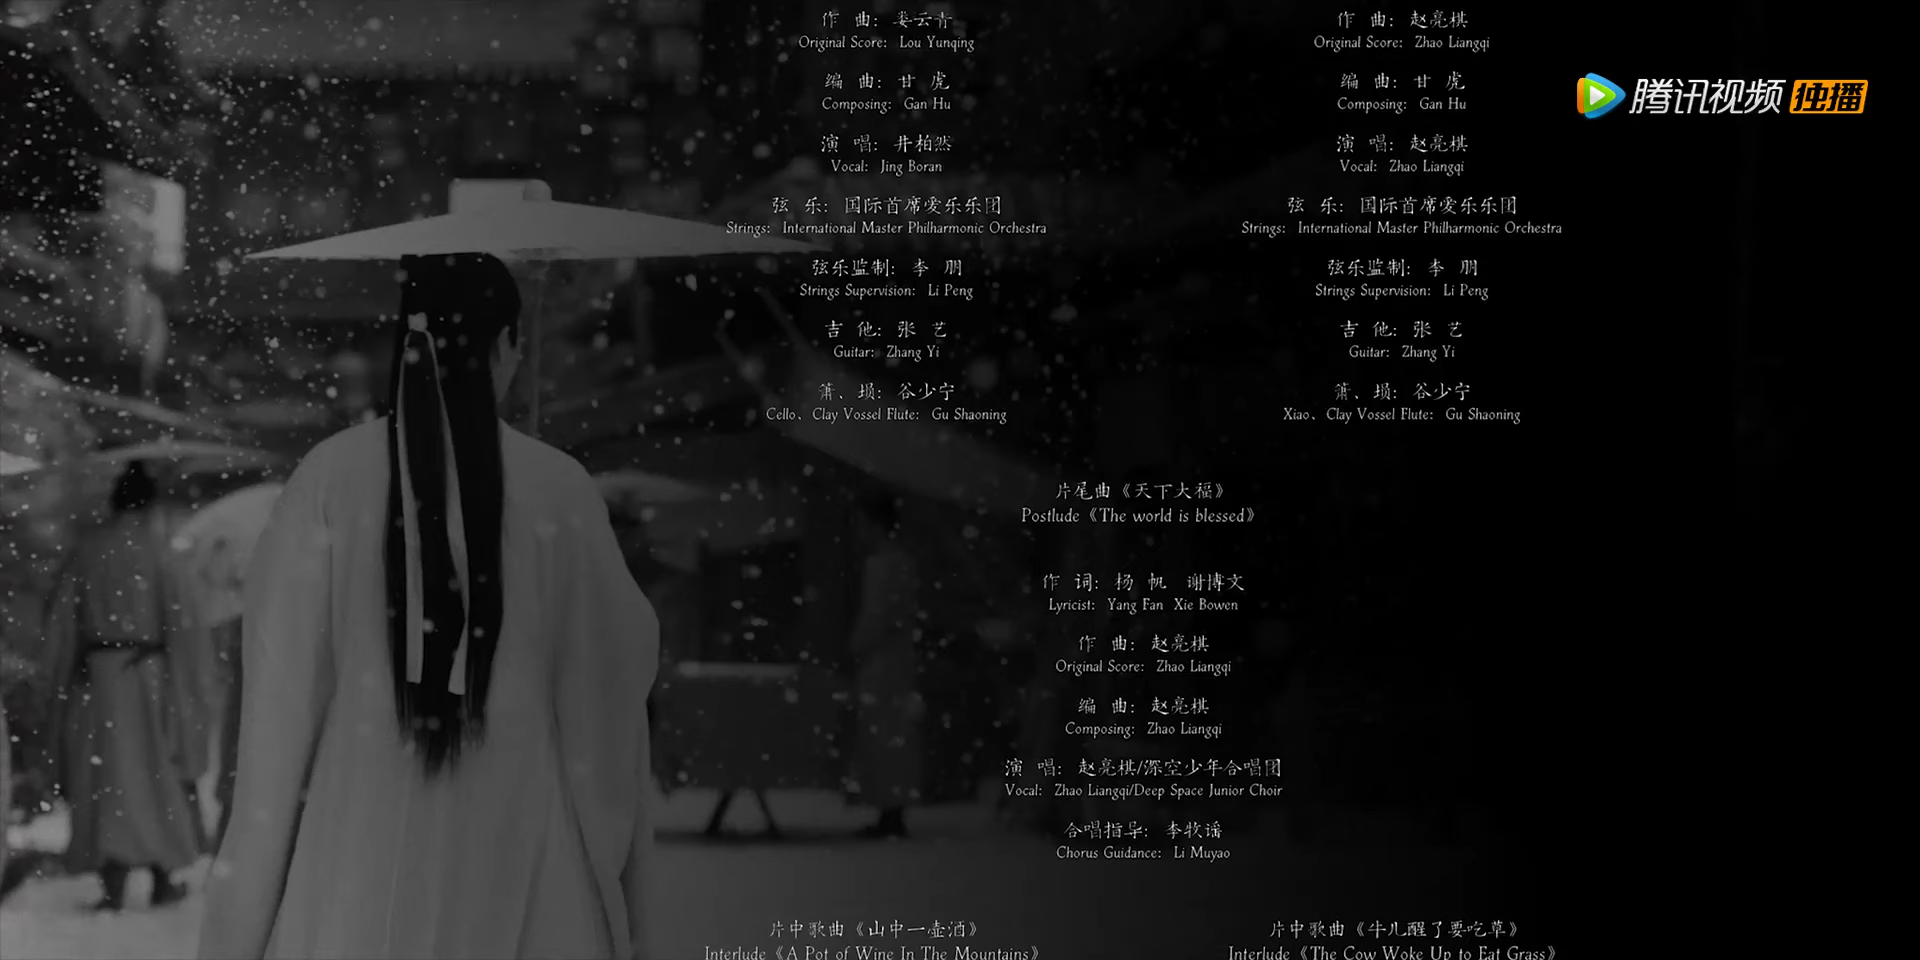 作 曲： 娄云青
Original Score: Lou Yunqing
编 曲： 甘 虎
Composing: Gan Hu
演 唱： 井柏然
Vocal: Jing Boran
弦 乐： 国际首席爱乐乐团
Strings: International Master Philharmonic Orchestra
弦乐监制： 李 朋
Strings Supervision: Li Peng
吉 他： 张 艺
Guitar: Zhang Yi
箫、埙： 谷少宁
Cello、Clay Vossel Flute: Gu Shaoning
作 曲： 赵亮棋
Original Score: Zhao Liangqi
编 曲： 甘 虎
Composing: Gan Hu
演 唱： 赵亮棋
Vocal: Zhao Liangqi
弦 乐： 国际首席爱乐乐团
Strings: International Master Philharmonic Orchestra
弦乐监制： 李 朋
Strings Supervision: Li Peng
吉 他： 张 艺
Guitar: Zhang Yi
箫、埙： 谷少宁
Xiao、Clay Vossel Flute: Gu Shaoning
腾讯视频 独播
片尾曲《天下大福》
Postlude《The world is blessed》
作 词： 杨 帆 谢博文
Lyricist: Yang Fan Xie Bowen
作 曲： 赵亮棋
Original Score: Zhao Liangqi
编 曲： 赵亮棋
Composing: Zhao Liangqi
演 唱： 赵亮棋/深空少年合唱团
Vocal: Zhao Liangqi/Deep Space Junior Choir
合唱指导： 李牧谣
Chorus Guidance: Li Muyao
片中歌曲《山中一壶酒》
Interlude《A Pot of Wine In The Mountains》
片中歌曲《牛儿醒了要吃草》
Interlude《The Cow Woke Up to Eat Grass》